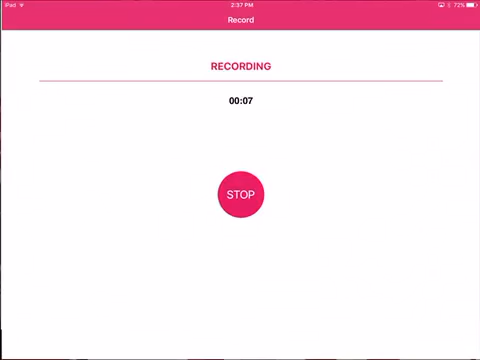 iPad 2:37 PM 72%
Record
RECORDING
00:07
STOP